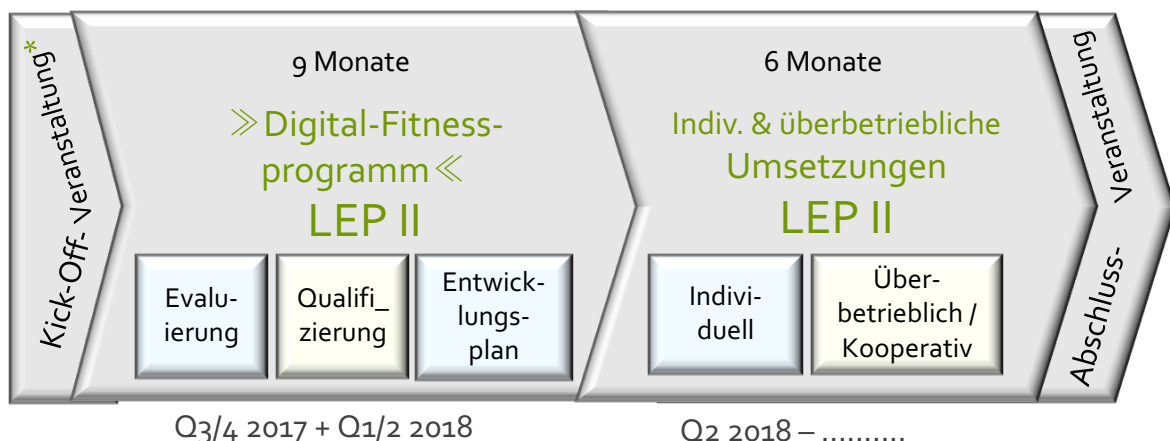 Kick-Off- Veranstaltung*
9 Monate
≫ Digital-Fitness-
programm ≪
LEP II
Evalu-
ierung
Qualifi_
zierung
Entwick-
lungs-
plan
Q3/4 2017 + Q1/2 2018
6 Monate
Indiv. & überbetriebliche
Umsetzungen
LEP II
Indivi-
duell
Über-
betrieblich /
Kooperativ
Q2 2018 – ..........
Abschluss-
Veranstaltung